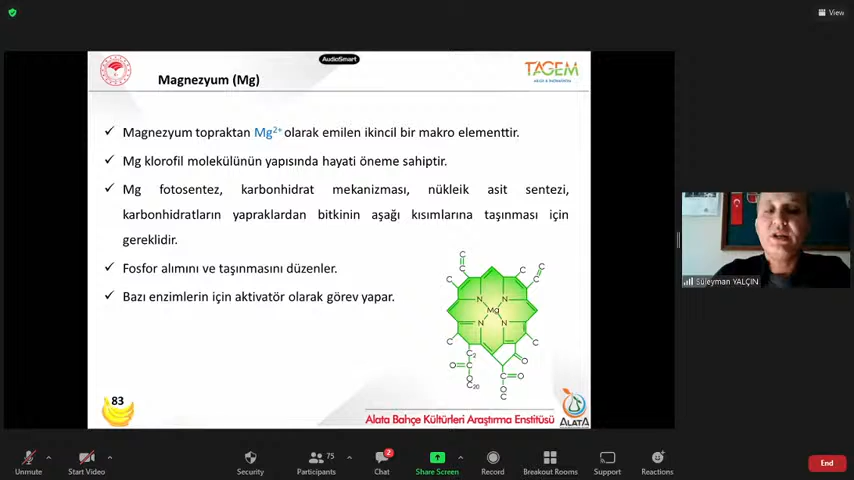 View
AudioSmart
Magnezyum (Mg)
TAGEM
Magnezyum topraktan Mg2+ olarak emilen ikincil bir makro elementtir.
Mg klorofil molekülünün yapısında hayati öneme sahiptir.
Mg fotosentez, karbonhidrat mekanizması, nükleik asit sentezi,
karbonhidratların yapraklardan bitkinin aşağı kısımlarına taşınması için
gereklidir.
Fosfor alımını ve taşınmasını düzenler.
Bazı enzimlerin için aktivatör olarak görev yapar.
C
C
C
C
C
C
N
N
Mg
N
N
C
C
C2
O
O
C
C
O
O
O
C20
C
Süleyman YALÇIN
83
Alata Bahçe Kültürleri Araştırma Enstitüsü
ALATA
Unmute
Start Video
Security
75
Participants
2
Chat
Share Screen
Record
Breakout Rooms
Support
Reactions
End